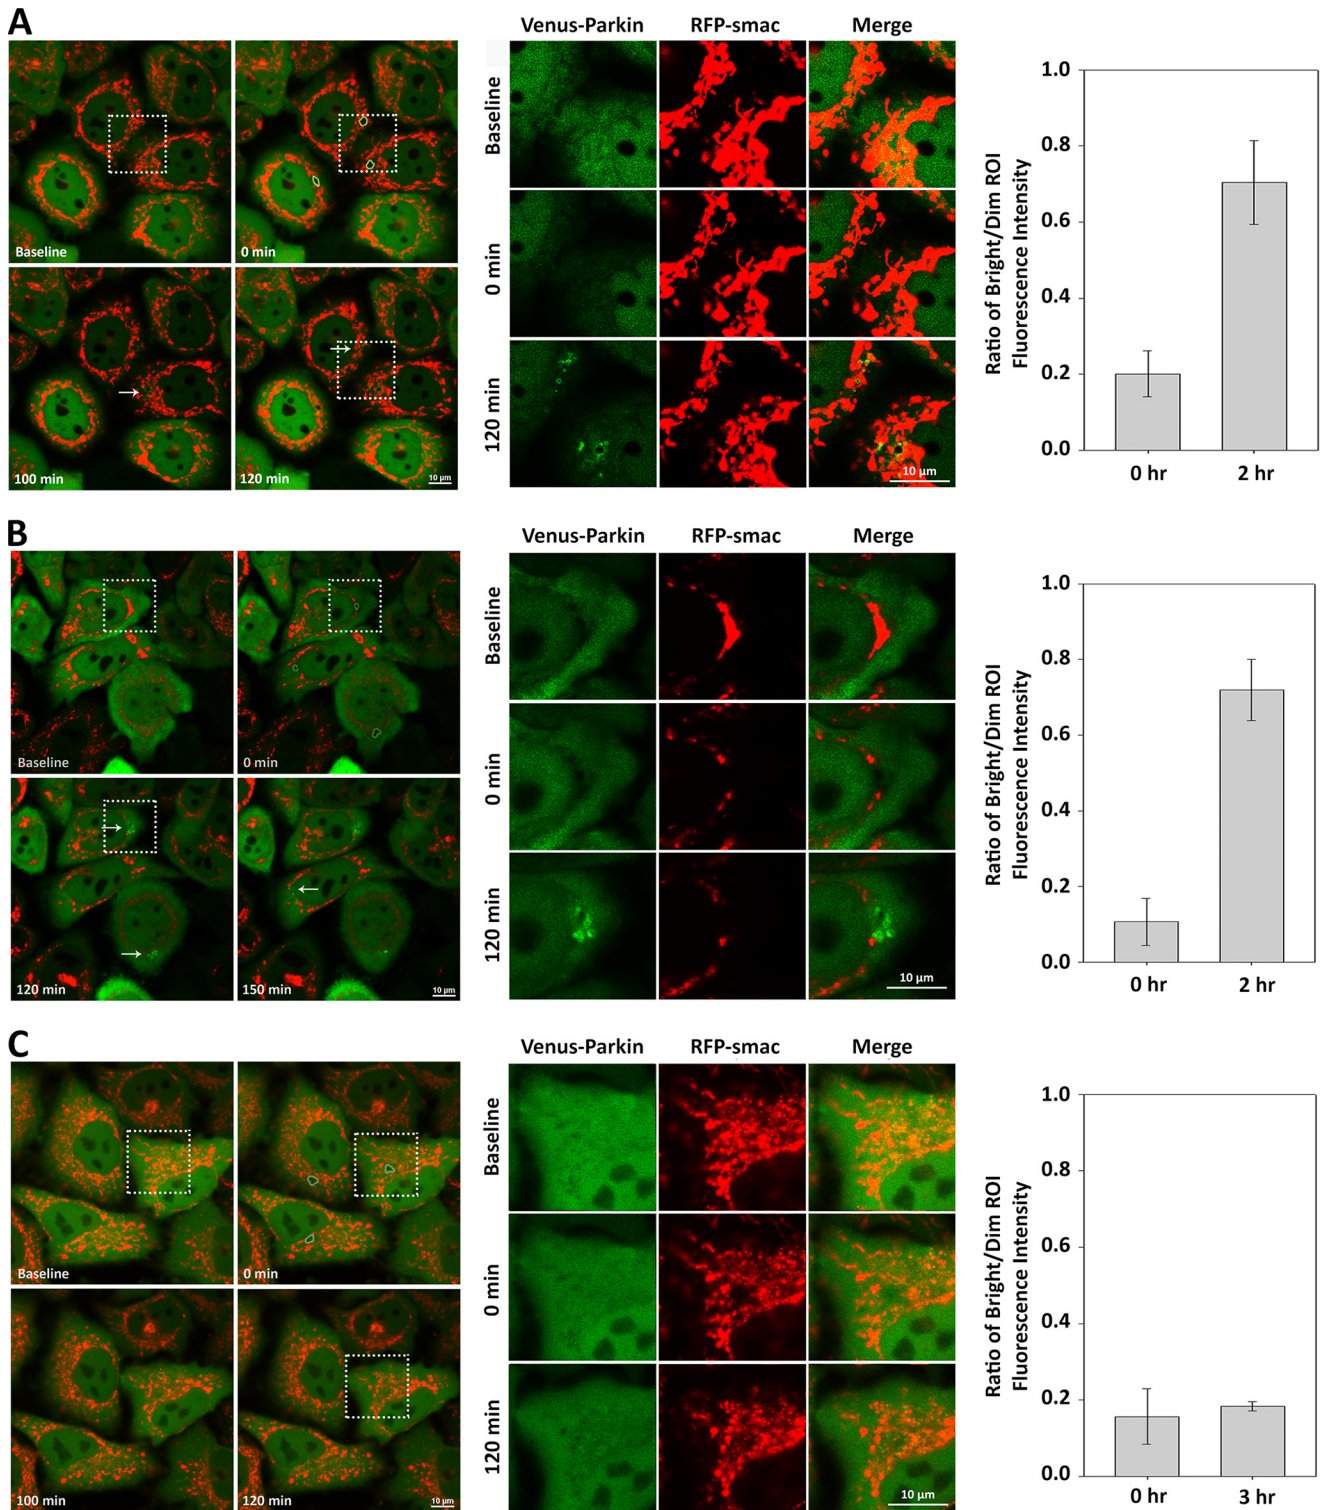 A
Baseline
0 min
100 min
120 min
10 µm
Venus-Parkin RFP-smac Merge
Baseline
0 min
120 min
10 µm
Ratio of Bright/Dim ROI
Fluorescence Intensity
1.0
0.8
0.6
0.4
0.2
0.0
0 hr 2 hr
B
Baseline
0 min
120 min
150 min
10 µm
Venus-Parkin RFP-smac Merge
Baseline
0 min
120 min
10 µm
Ratio of Bright/Dim ROI
Fluorescence Intensity
1.0
0.8
0.6
0.4
0.2
0.0
0 hr 2 hr
C
Baseline
0 min
100 min
120 min
10 µm
Venus-Parkin RFP-smac Merge
Baseline
0 min
120 min
10 µm
Ratio of Bright/Dim ROI
Fluorescence Intensity
1.0
0.8
0.6
0.4
0.2
0.0
0 hr 3 hr